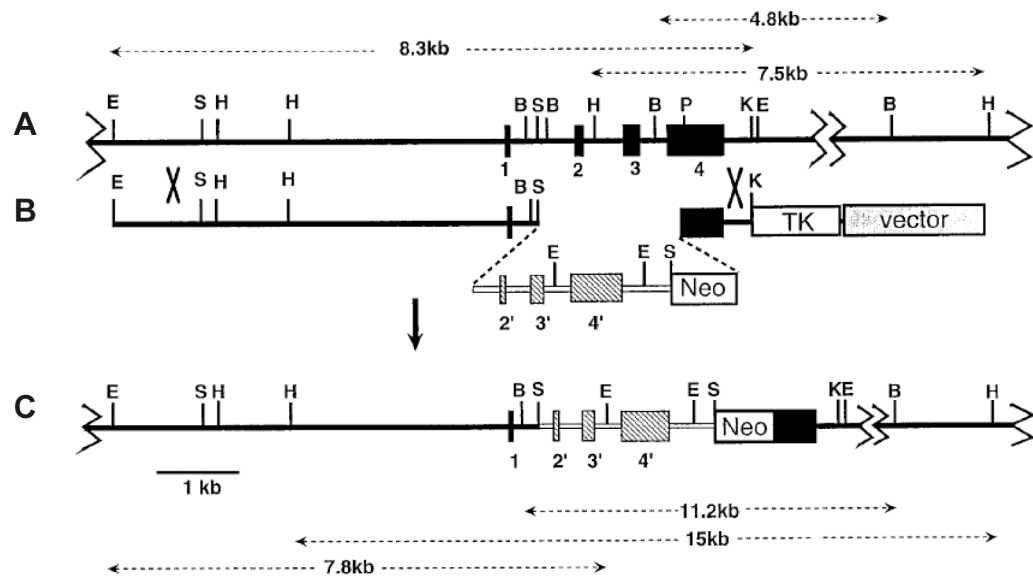 4.8kb
8.3kb
7.5kb
A
E S H H B S B H B P K E B H
1 2 3 4
B
E S H H B S K
TK vector
E E S
Neo
2' 3' 4'
C
E S H H B S E E S K E B H
Neo
1 2' 3' 4'
1 kb
11.2kb
15kb
7.8kb